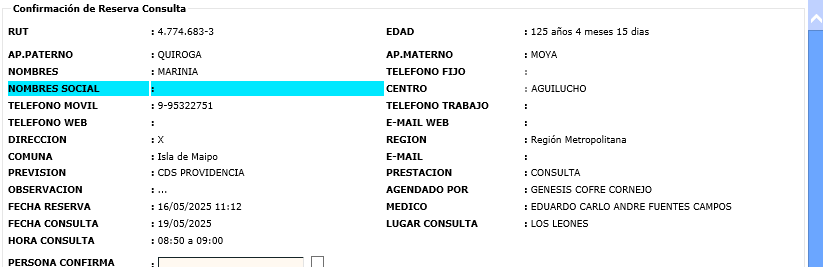 Confirmación de Reserva Consulta
RUT : 4.774.683-3 EDAD : 125 años 4 meses 15 dias
AP.PATERNO : QUIROGA AP.MATERNO : MOYA
NOMBRES : MARINIA TELEFONO FIJO :
NOMBRES SOCIAL : CENTRO : AGUILUCHO
TELEFONO MOVIL : 9-95322751 TELEFONO TRABAJO :
TELEFONO WEB : E-MAIL WEB :
DIRECCION : X REGION : Región Metropolitana
COMUNA : Isla de Maipo E-MAIL :
PREVISION : CDS PROVIDENCIA PRESTACION : CONSULTA
OBSERVACION : ... AGENDADO POR : GENESIS COFRE CORNEJO
FECHA RESERVA : 16/05/2025 11:12 MEDICO : EDUARDO CARLO ANDRE FUENTES CAMPOS
FECHA CONSULTA : 19/05/2025 LUGAR CONSULTA : LOS LEONES
HORA CONSULTA : 08:50 a 09:00
PERSONA CONFIRMA :